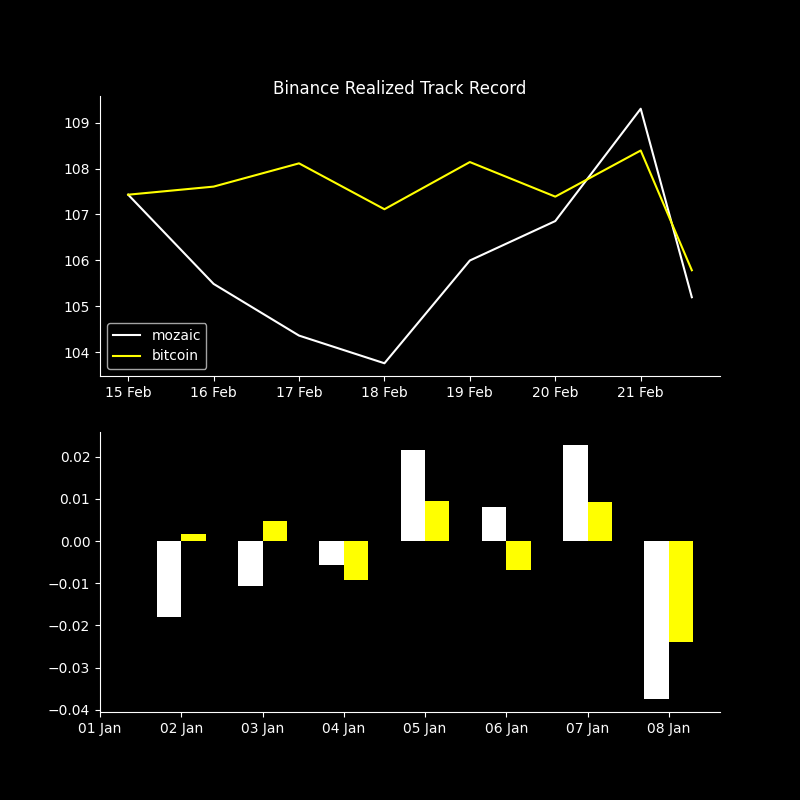 Binance Realized Track Record
109
108
107
106
105
104
mozaic
bitcoin
15 Feb 16 Feb 17 Feb 18 Feb 19 Feb 20 Feb 21 Feb
0.02
0.01
0.00
−0.01
−0.02
−0.03
−0.04
01 Jan 02 Jan 03 Jan 04 Jan 05 Jan 06 Jan 07 Jan 08 Jan